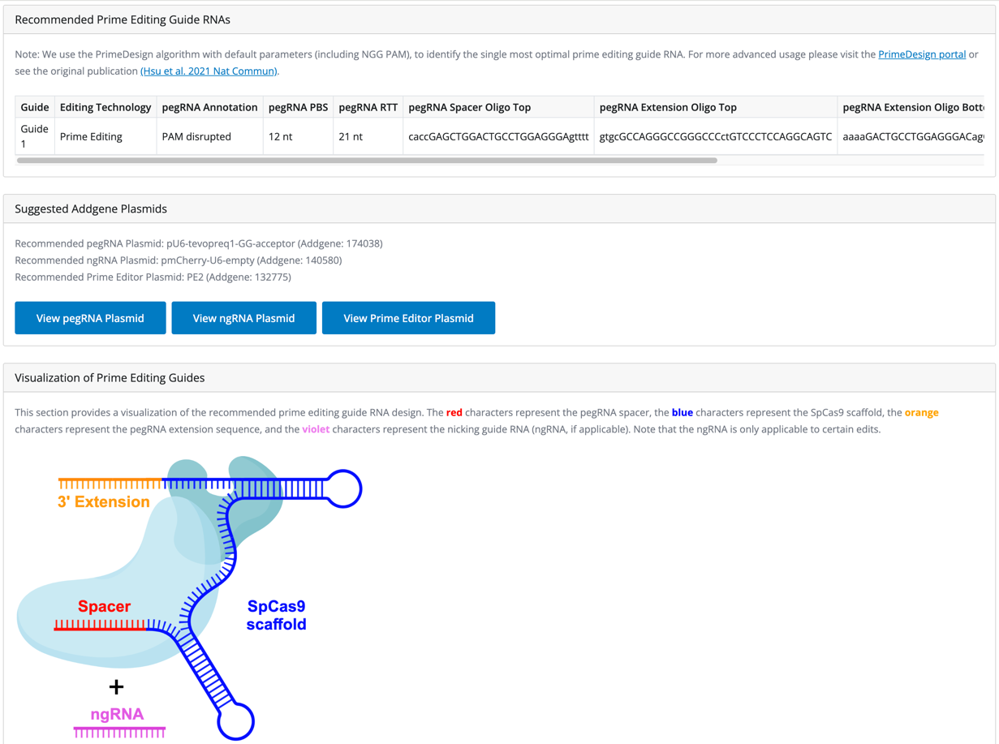 Recommended Prime Editing Guide RNAs
Note: We use the PrimeDesign algorithm with default parameters (including NGG PAM), to identify the single most optimal prime editing guide RNA. For more advanced usage please visit the PrimeDesign portal or
see the original publication (Hsu et al. 2021 Nat Commun).
Guide Editing Technology pegRNA Annotation pegRNA PBS pegRNA RTT pegRNA Spacer Oligo Top pegRNA Extension Oligo Top pegRNA Extension Oligo Botto
Guide
1 Prime Editing PAM disrupted 12 nt 21 nt caccGAGCTGGACTGCCTGGAGGGAgtttt gtgcGCCAGGGCCGGGCCCctGTCCCTCCAGGCAGTC aaaaGACTGCCTGGAGGGACag
Suggested Addgene Plasmids
Recommended pegRNA Plasmid: pU6-tevopreq1-GG-acceptor (Addgene: 174038)
Recommended ngRNA Plasmid: pmCherry-U6-empty (Addgene: 140580)
Recommended Prime Editor Plasmid: PE2 (Addgene: 132775)
View pegRNA Plasmid View ngRNA Plasmid View Prime Editor Plasmid
Visualization of Prime Editing Guides
This section provides a visualization of the recommended prime editing guide RNA design. The red characters represent the pegRNA spacer, the blue characters represent the SpCas9 scaffold, the orange
characters represent the pegRNA extension sequence, and the violet characters represent the nicking guide RNA (ngRNA, if applicable). Note that the ngRNA is only applicable to certain edits.
3' Extension
Spacer
SpCas9
scaffold
+
ngRNA